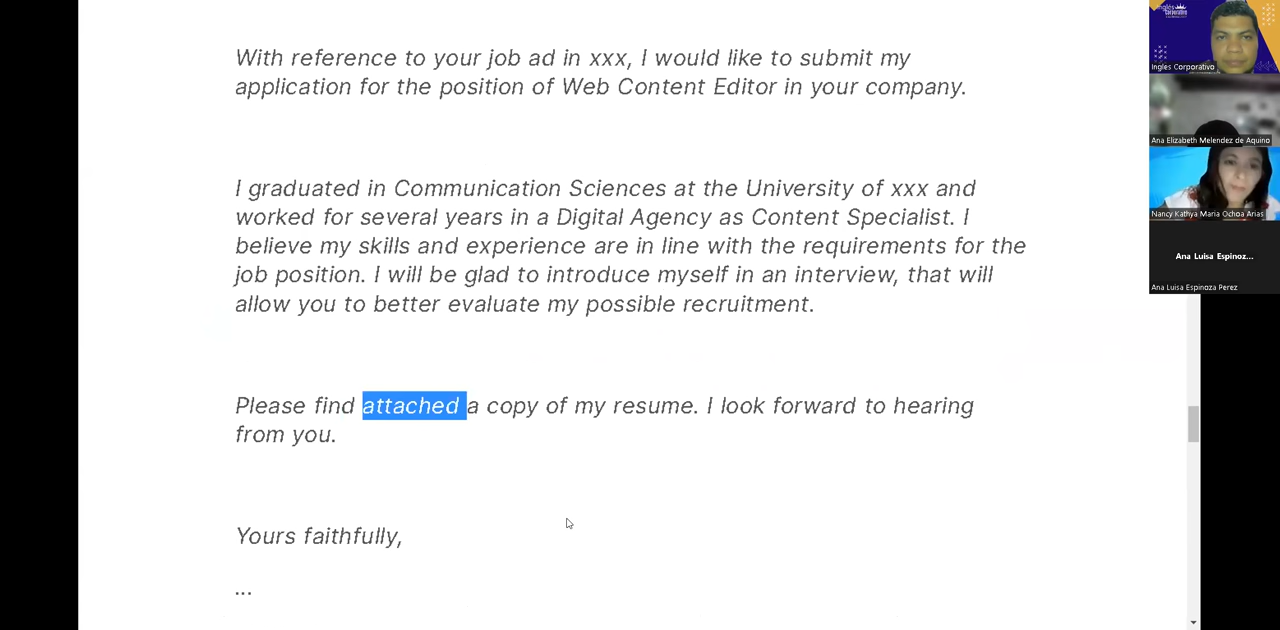 With reference to your job ad in xxx, I would like to submit my
application for the position of Web Content Editor in your company.
I graduated in Communication Sciences at the University of xxx and
worked for several years in a Digital Agency as Content Specialist. I
believe my skills and experience are in line with the requirements for the
job position. I will be glad to introduce myself in an interview, that will
allow you to better evaluate my possible recruitment.
Please find attached a copy of my resume. I look forward to hearing
from you.
Yours faithfully,
...
Inglés Corporativo
Ana Elizabeth Melendez de Aquino
Nancy Kathya Maria Ochoa Arias
Ana Luisa Espinoz...
Ana Luisa Espinoza Perez